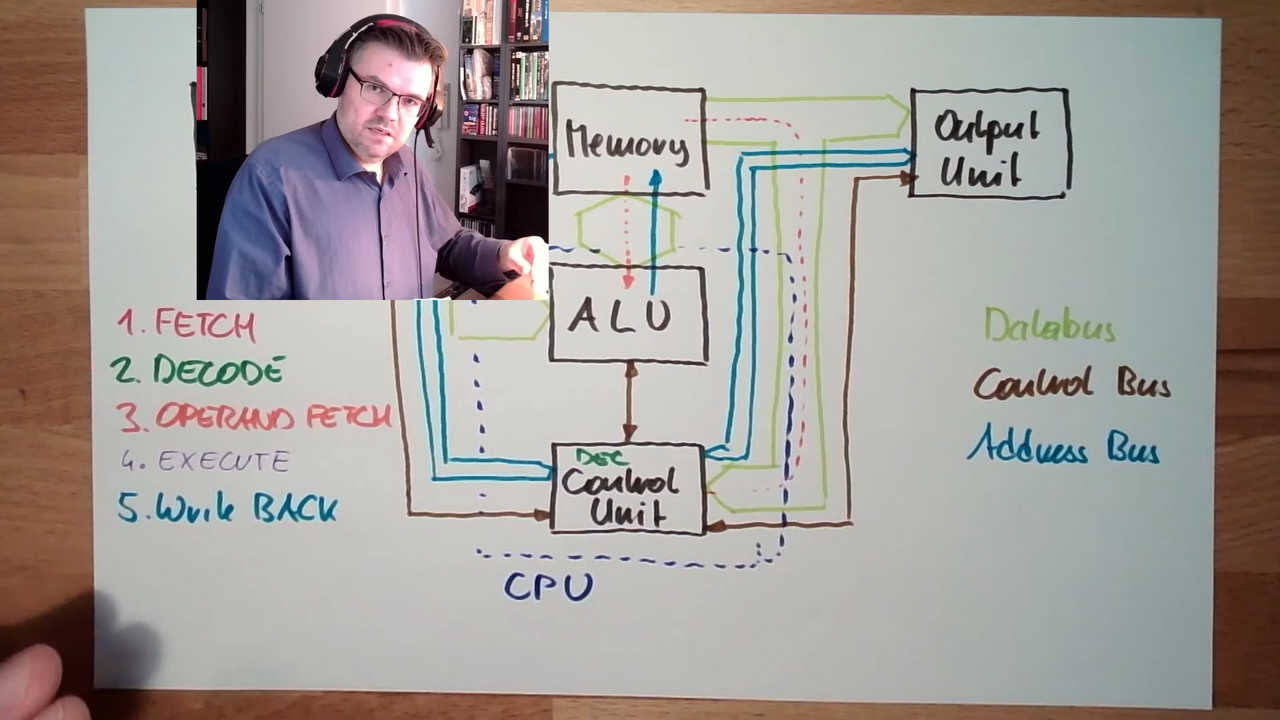 Memory
Output
Unit
ALU
1. FETCH
2. DECODE
3. OPERAND FETCH
4. EXECUTE
5. Write BACK
DEC
Control
Unit
CPU
Databus
Control Bus
Address Bus